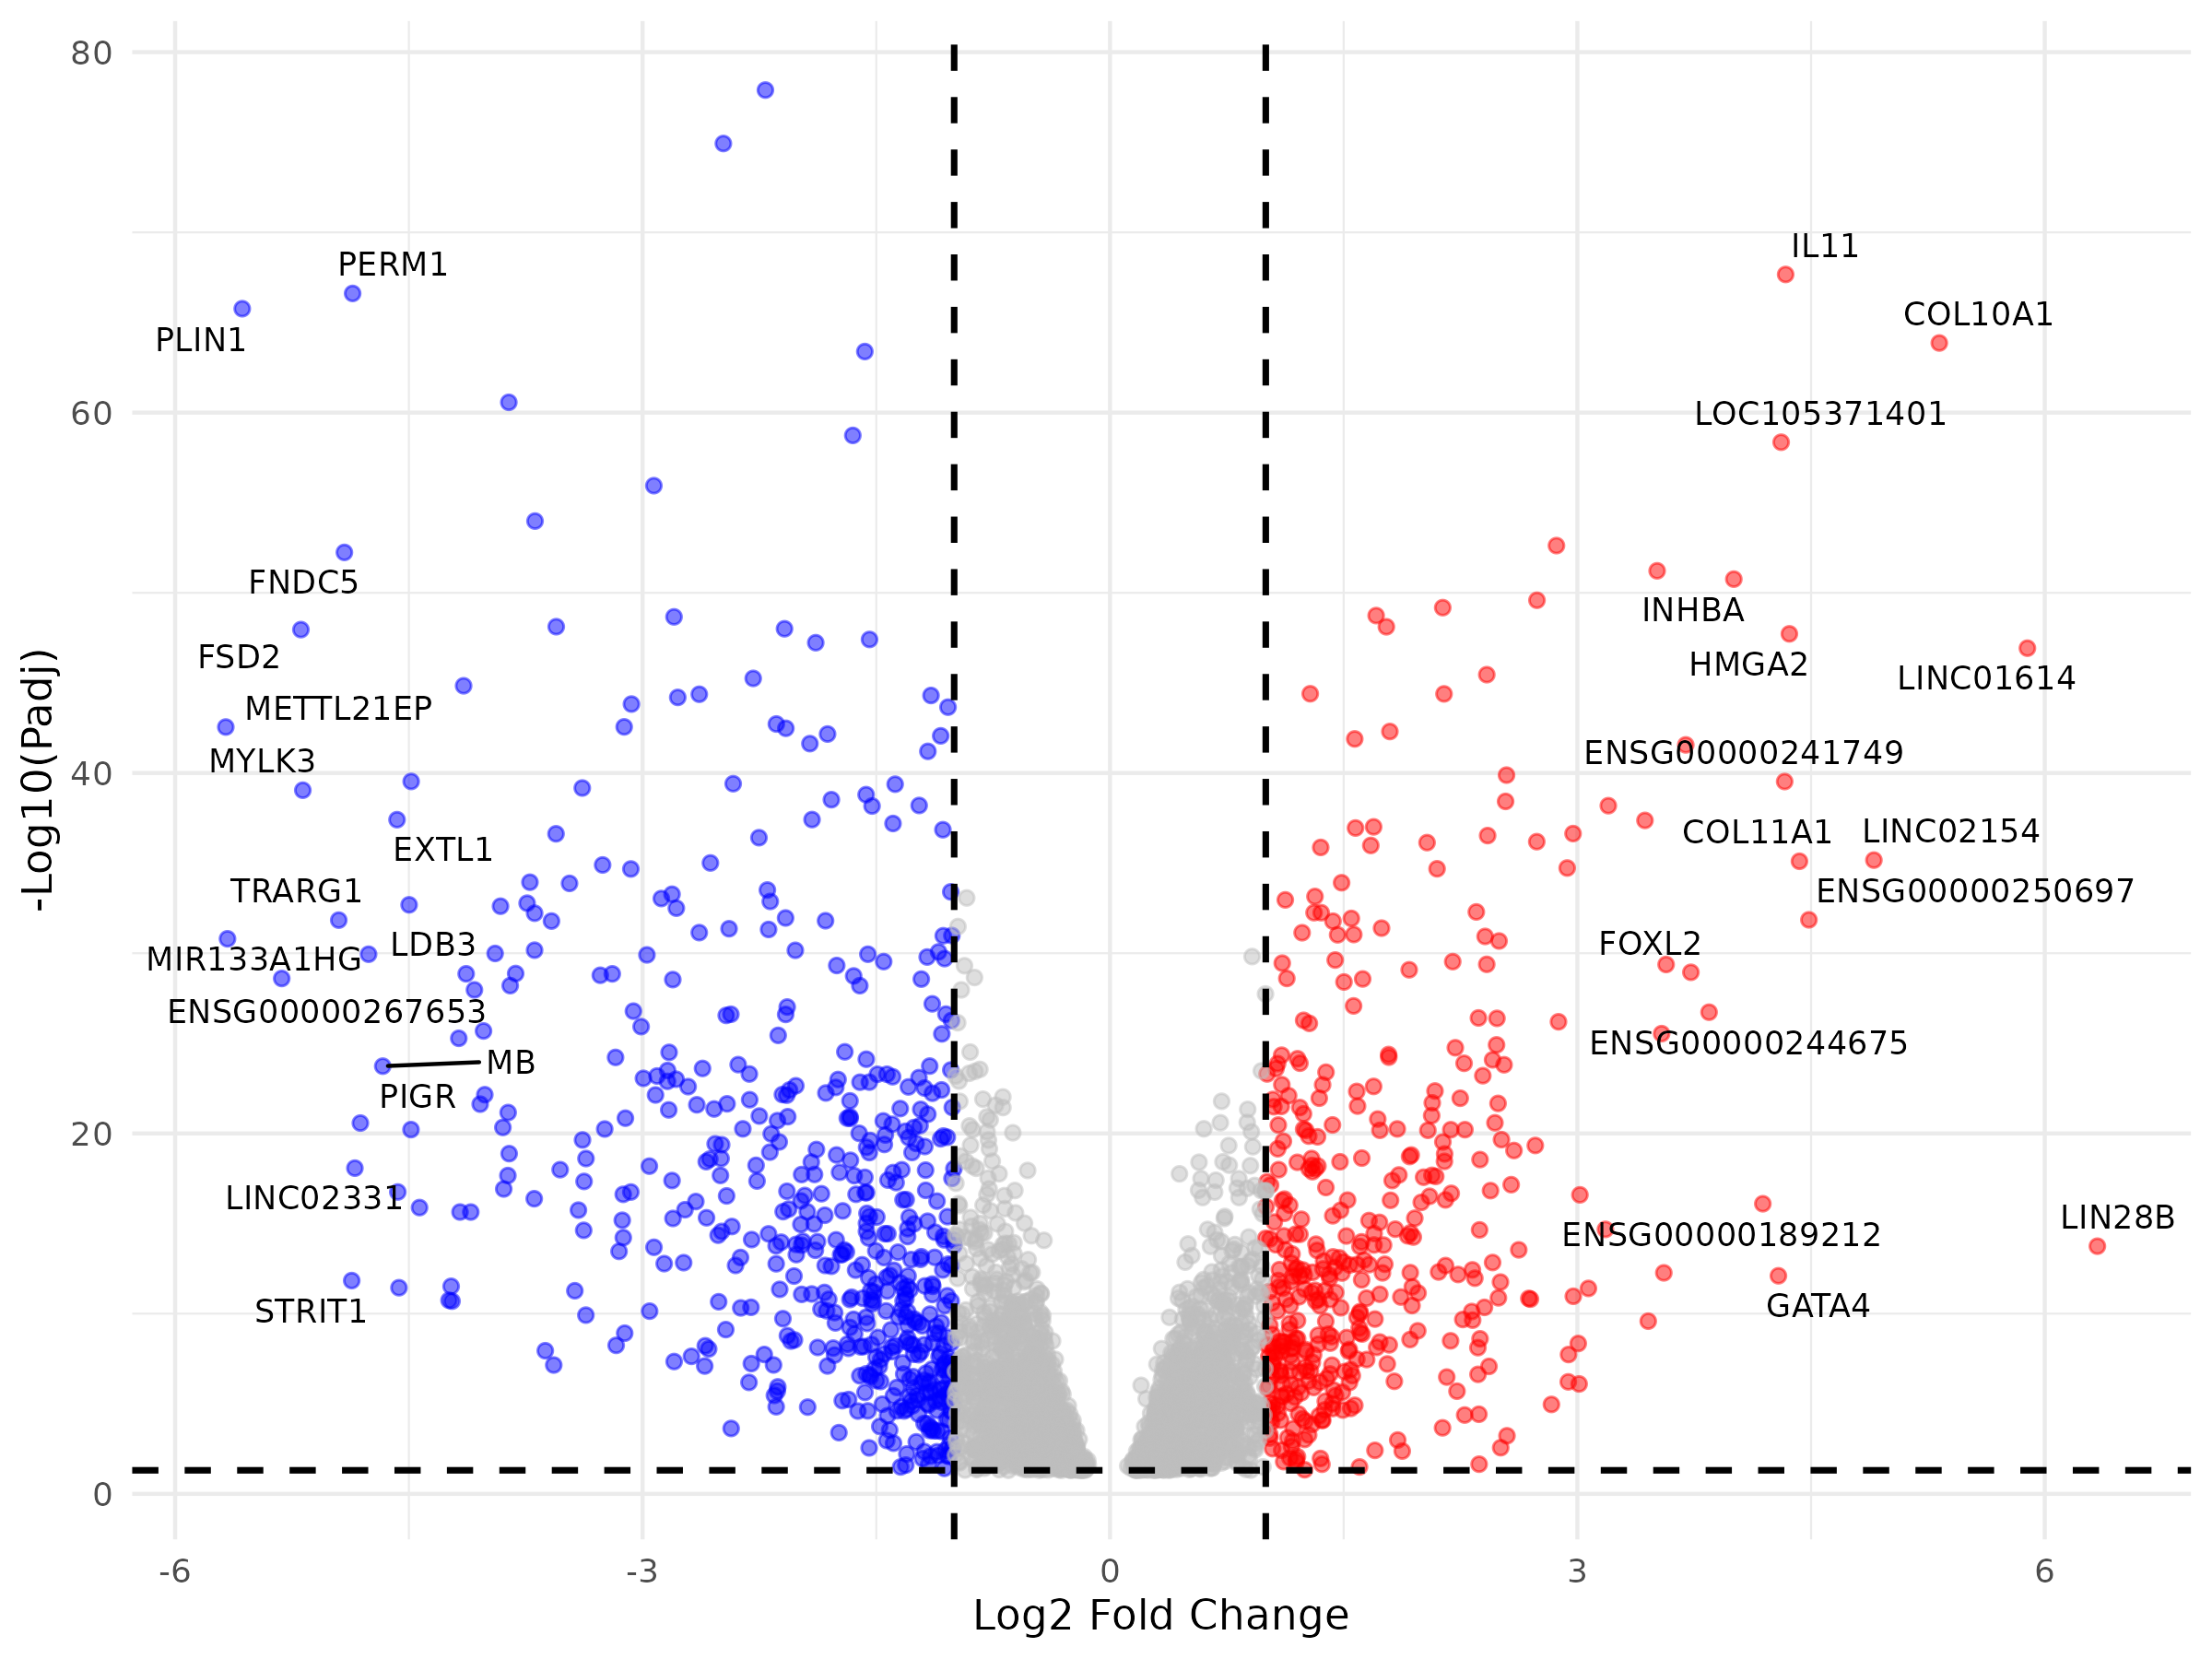 80
IL11
PERM1
COL10A1
PLIN1
60
LOC105371401
FNDC5
INHBA
FSD2
HMGA2
LINC01614
METTL21EP
ENSG00000241749
MYLK3
40
COL11A1
LINC02154
EXTL1
TRARG1
ENSG00000250697
LDB3
FOXL2
MIR133A1HG
ENSG00000267653
ENSG00000244675
MB
PIGR
20
LINC02331
LIN28B
ENSG00000189212
STRIT1
GATA4
0
-Log10(Padj)
-6
-3
0
3
6
Log2 Fold Change